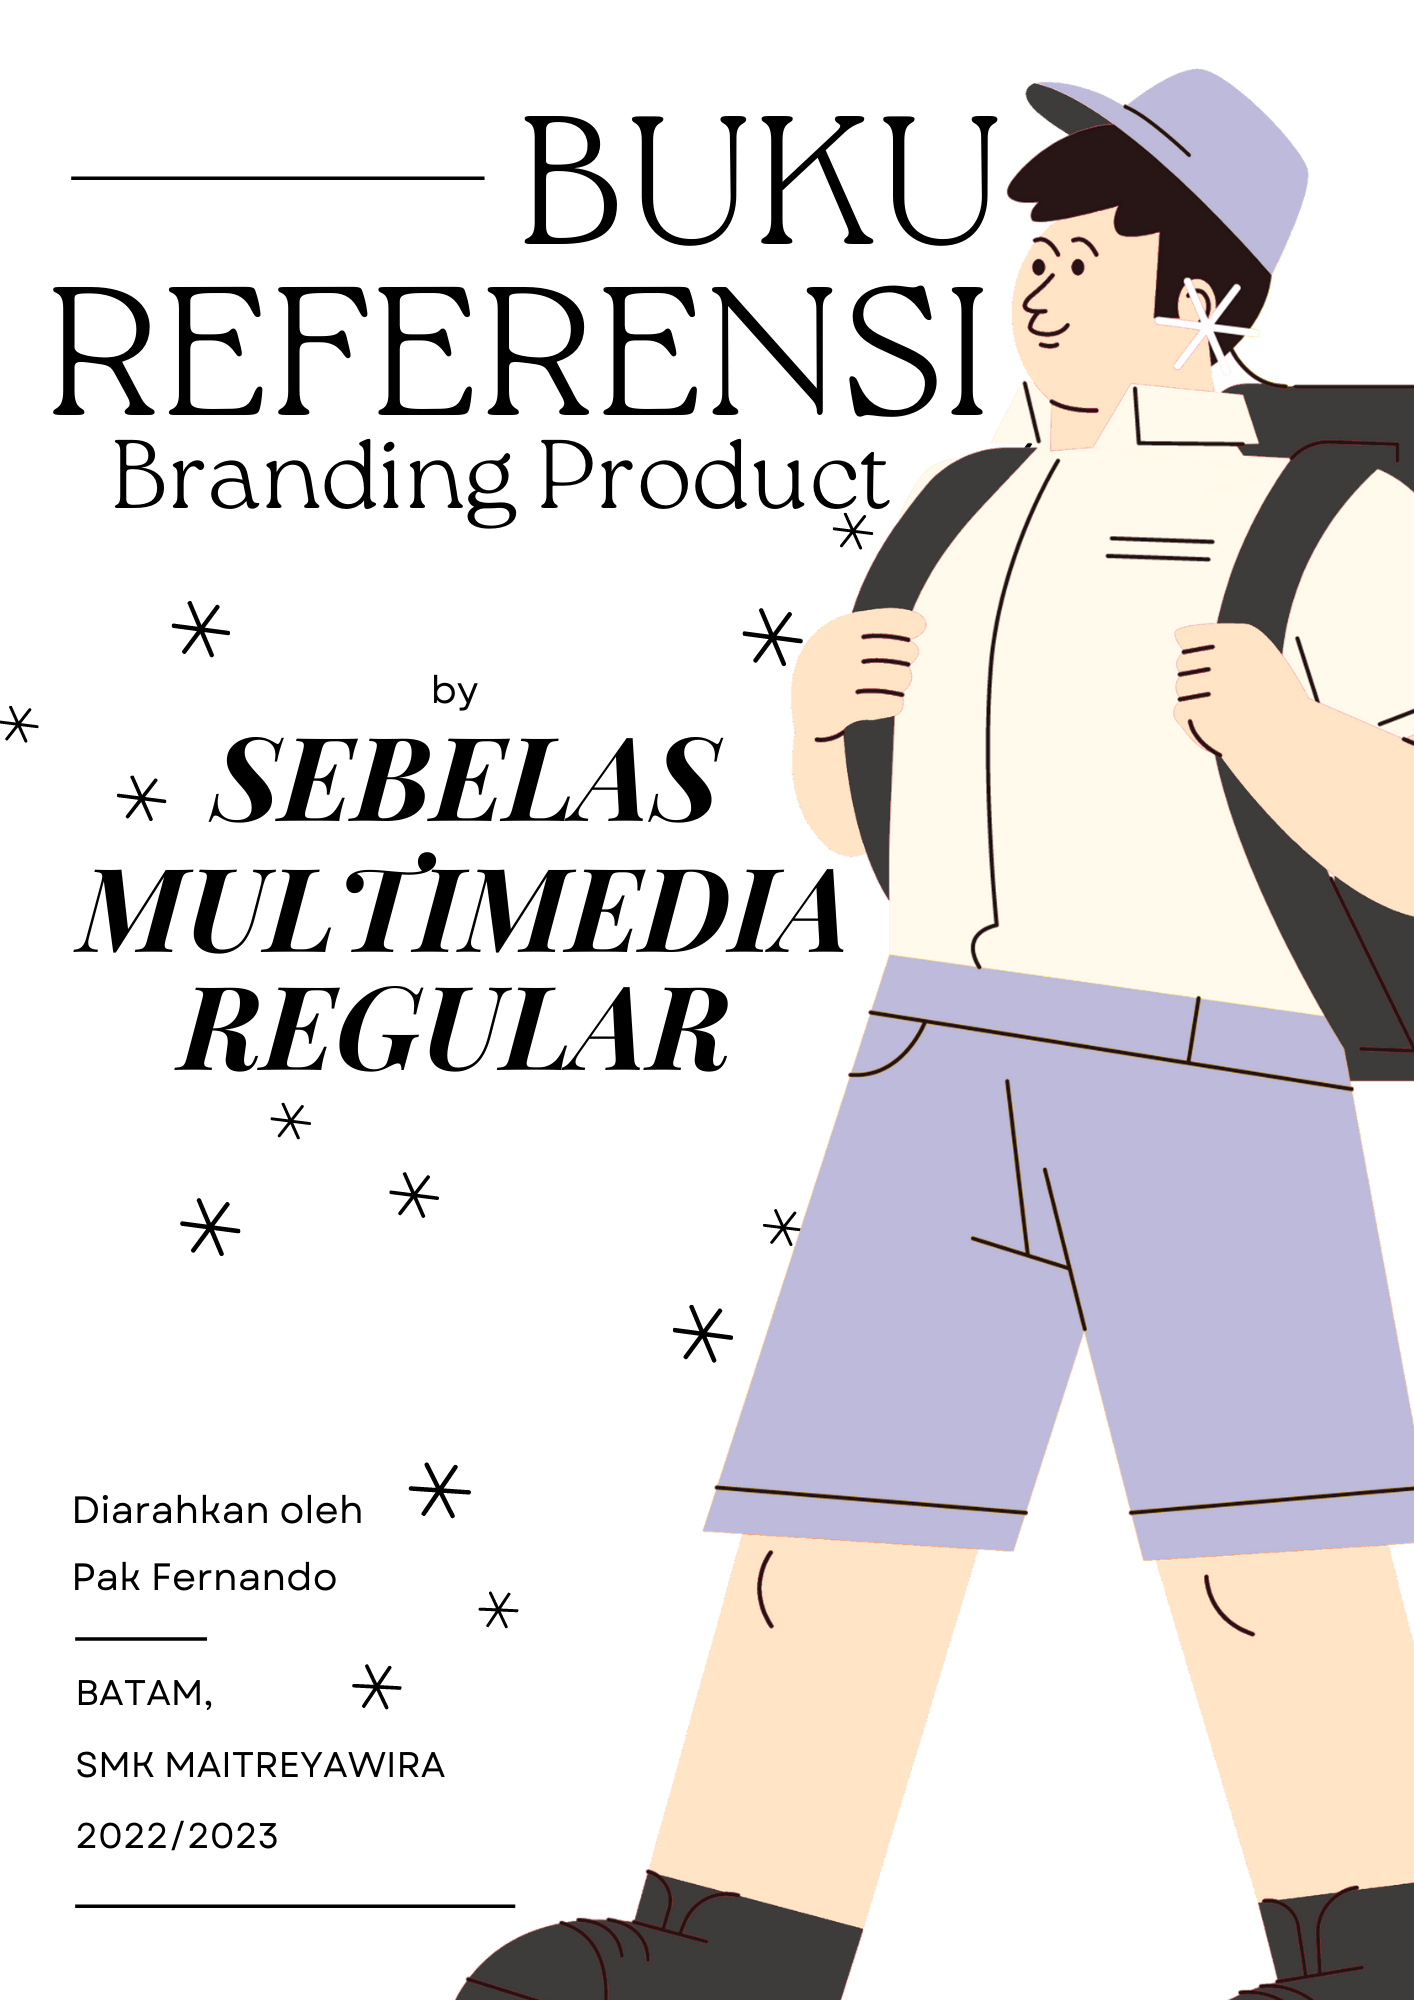 BUKU
REFERENSI
Branding Product
by
SEBELAS
MULTIMEDIA
REGULAR
Diarahkan oleh
Pak Fernando
BATAM,
SMK MAITREYAWIRA
2022/2023